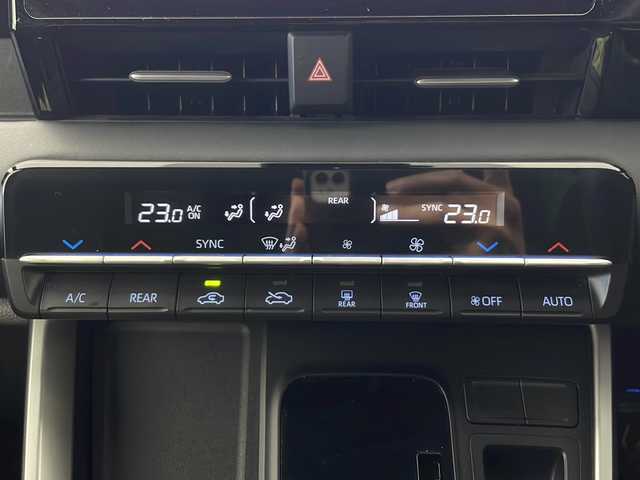 REAR
23.0 A/C ON SYNC 23.0
SYNC
A/C REAR REAR FRONT OFF AUTO